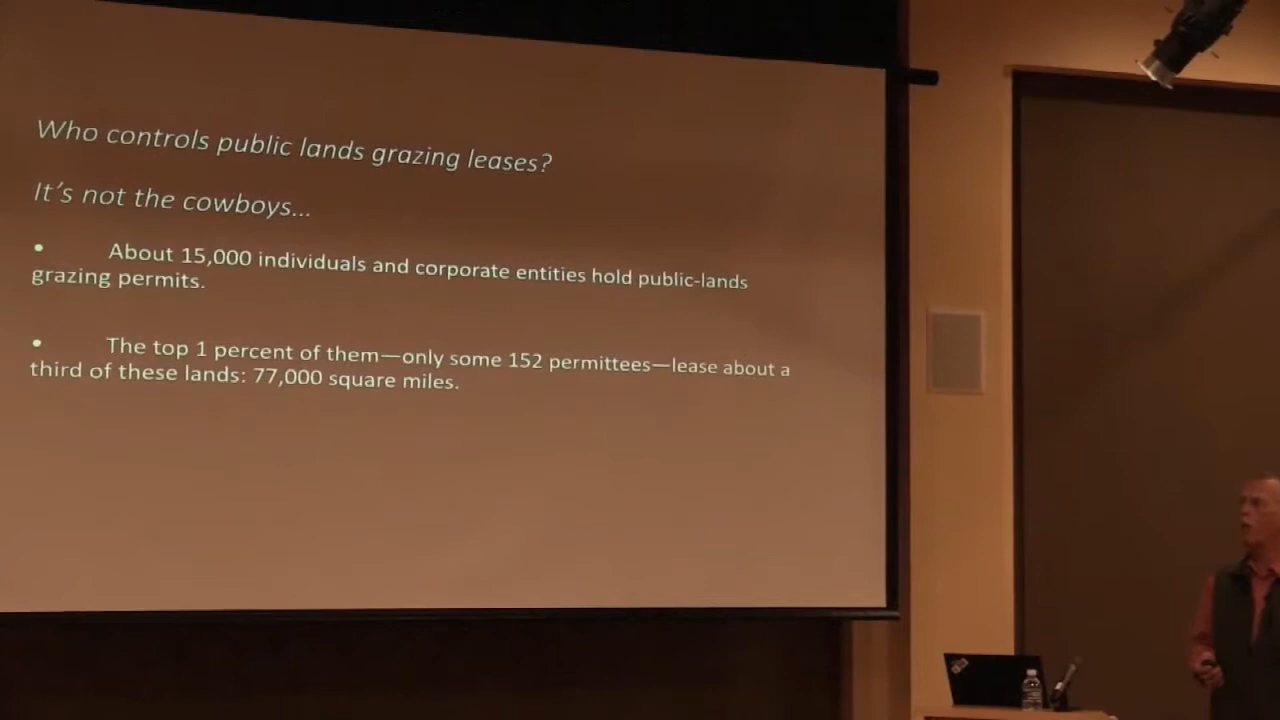 Who controls public lands grazing leases?
It's not the cowboys...
• About 15,000 individuals and corporate entities hold public-lands
grazing permits.
• The top 1 percent of them—only some 152 permittees—lease about a
third of these lands: 77,000 square miles.